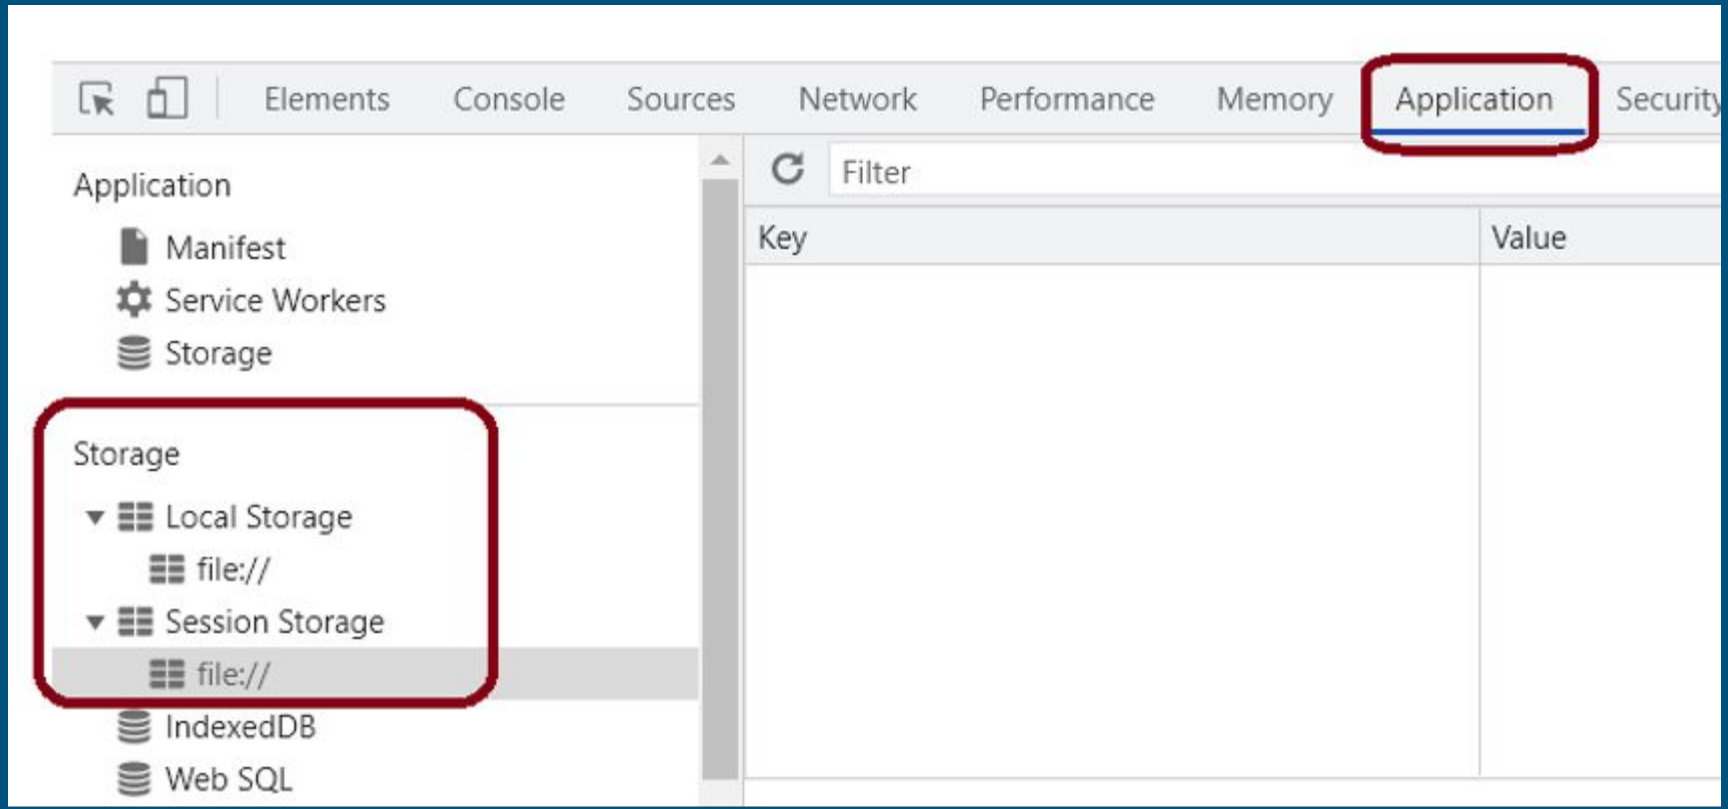 Elements Console Sources Network Performance Memory Application Security
Application
Manifest
Service Workers
Storage
Storage
Local Storage
file://
Session Storage
file://
IndexedDB
Web SQL
Filter
Key Value